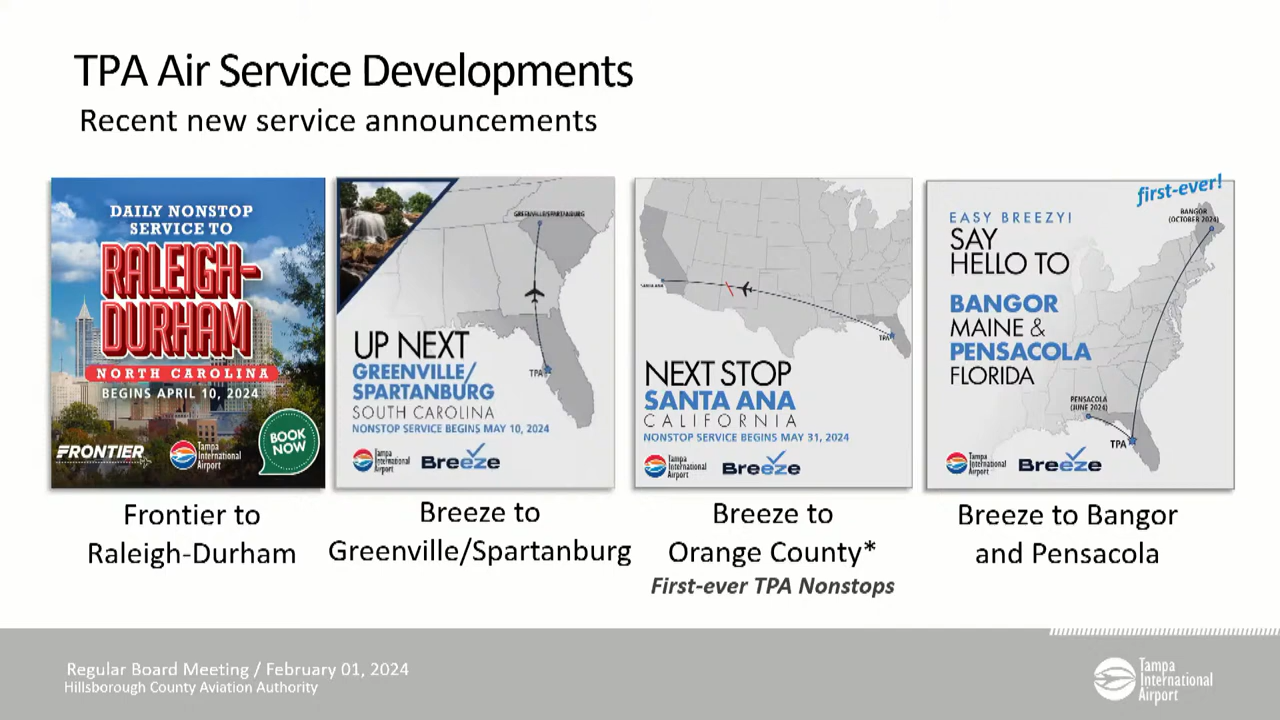 TPA Air Service Developments
Recent new service announcements
DAILY NONSTOP
SERVICE TO
RALEIGH-
DURHAM
NORTH CAROLINA
BEGINS APRIL 10, 2024
FRONTIER
Tampa
International
Airport
BOOK
NOW
Frontier to
Raleigh-Durham
GREENVILLE/SPARTANBURG
TPA
UP NEXT
GREENVILLE/
SPARTANBURG
SOUTH CAROLINA
NONSTOP SERVICE BEGINS MAY 10, 2024
Tampa
International
Airport
Breeze
Breeze to
Greenville/Spartanburg
SANTA ANA
TPA
NEXT STOP
SANTA ANA
CALIFORNIA
NONSTOP SERVICE BEGINS MAY 31, 2024
Tampa
International
Airport
Breeze
Breeze to
Orange County*
First-ever TPA Nonstops
first-ever!
BANGOR
(OCTOBER 2024)
EASY BREEZY!
SAY
HELLO TO
BANGOR
MAINE &
PENSACOLA
FLORIDA
PENSACOLA
(JUNE 2024)
TPA
Tampa
International
Airport
Breeze
Breeze to Bangor
and Pensacola
Regular Board Meeting / February 01, 2024
Hillsborough County Aviation Authority
Tampa
International
Airport